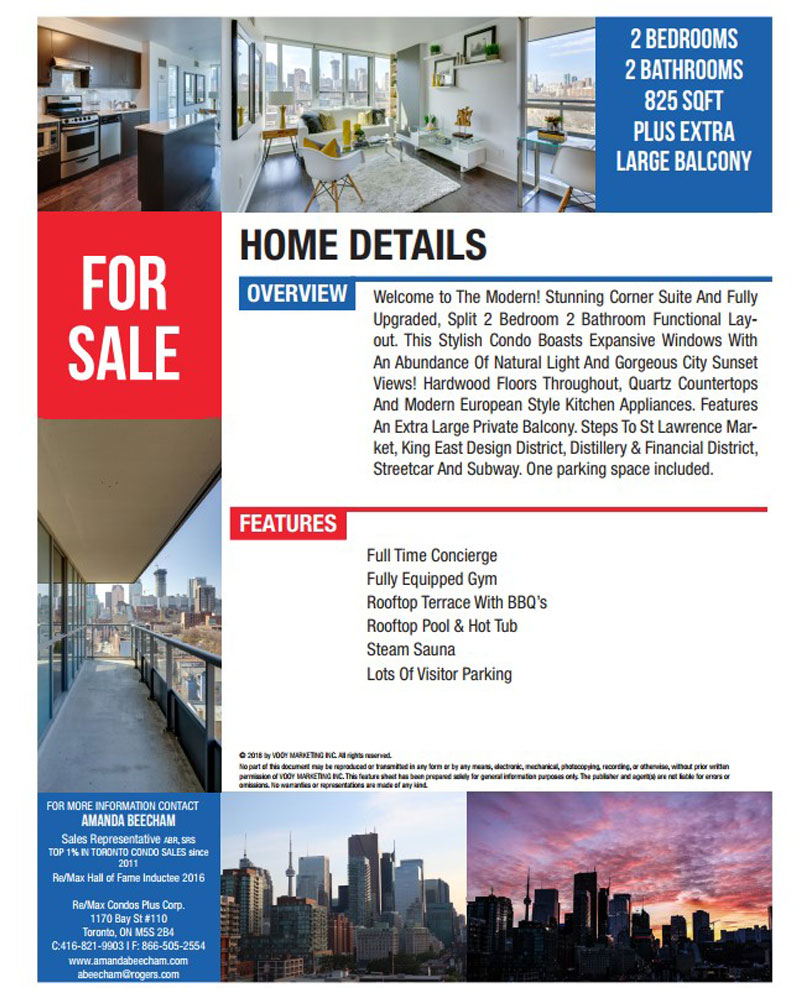 2 BEDROOMS
2 BATHROOMS
825 SQFT
PLUS EXTRA
LARGE BALCONY
FOR
SALE
HOME DETAILS
OVERVIEW
Welcome to The Modern! Stunning Corner Suite And Fully
Upgraded, Split 2 Bedroom 2 Bathroom Functional Lay-
out. This Stylish Condo Boasts Expansive Windows With
An Abundance Of Natural Light And Gorgeous City Sunset
Views! Hardwood Floors Throughout, Quartz Countertops
And Modern European Style Kitchen Appliances. Features
An Extra Large Private Balcony. Steps To St Lawrence Mar-
ket, King East Design District, Distillery & Financial District,
Streetcar And Subway. One parking space included.
FEATURES
Full Time Concierge
Fully Equipped Gym
Rooftop Terrace With BBQ's
Rooftop Pool & Hot Tub
Steam Sauna
Lots Of Visitor Parking
© 2018 by VOOY MARKETING INC. All rights reserved.
No part of this document may be reproduced or transmitted in any form or by any means, electronic, mechanical, photocopying, recording, or otherwise, without prior written
permission of VOOY MARKETING INC. This feature sheet has been prepared solely for general information purposes only. The publisher and agent(s) are not liable for errors or
omissions. No warranties or representations are made of any kind.
FOR MORE INFORMATION CONTACT
AMANDA BEECHAM
Sales Representative ABR, SRS
TOP 1% IN TORONTO CONDO SALES since
2011
Re/Max Hall of Fame Inductee 2016
Re/Max Condos Plus Corp.
1170 Bay St #110
Toronto, ON M5S 2B4
C:416-821-9903 I F: 866-505-2554
www.amandabeecham.com
abeecham@rogers.com